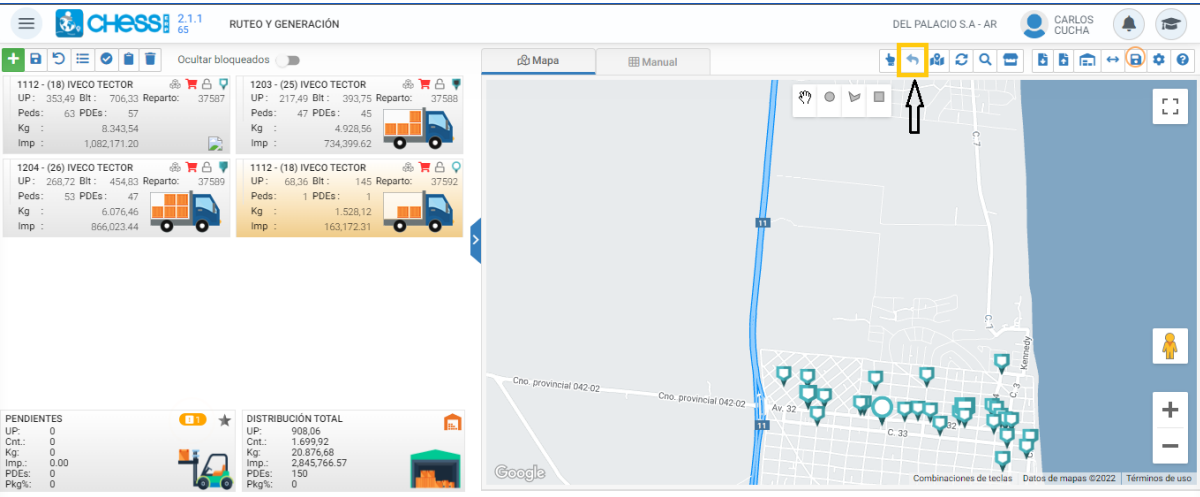 CHESS ERP 2.1.1
65
RUTEO Y GENERACIÓN
DEL PALACIO S.A - AR
CARLOS
CUCHA
Ocultar bloqueados
1112 - (18) IVECO TECTOR
UP: 353,49 Blt: 706,33 Reparto: 37587
Peds: 63 PDEs: 57
Kg : 8.343,54
Imp : 1,082,171.20
1203 - (25) IVECO TECTOR
UP: 217,49 Blt: 393,75 Reparto: 37588
Peds: 47 PDEs: 45
Kg : 4.928,56
Imp : 734,399.62
1204 - (26) IVECO TECTOR
UP: 268,72 Blt: 454,83 Reparto: 37589
Peds: 53 PDEs: 47
Kg : 6.076,46
Imp : 866,023.44
1112 - (18) IVECO TECTOR
UP: 68,36 Blt: 145 Reparto: 37592
Peds: 1 PDEs: 1
Kg : 1.528,12
Imp : 163,172.31
PENDIENTES
1
UP: 0
Cnt.: 0
Kg: 0
Imp.: 0.00
PDEs: 0
Pkg%: 0
DISTRIBUCIÓN TOTAL
UP: 908,06
Cnt.: 1.699,92
Kg: 20.876,68
Imp.: 2,845,766.57
PDEs: 150
Pkg%: 0
Mapa
Manual
C. 7
11
C. 7
Kennedy
C. 3
Cno. provincial 042-02
Cno. provincial 042-02
Av. 32
32
11
C. 33
Google
Combinaciones de teclas
Datos de mapas ©2022
Términos de uso